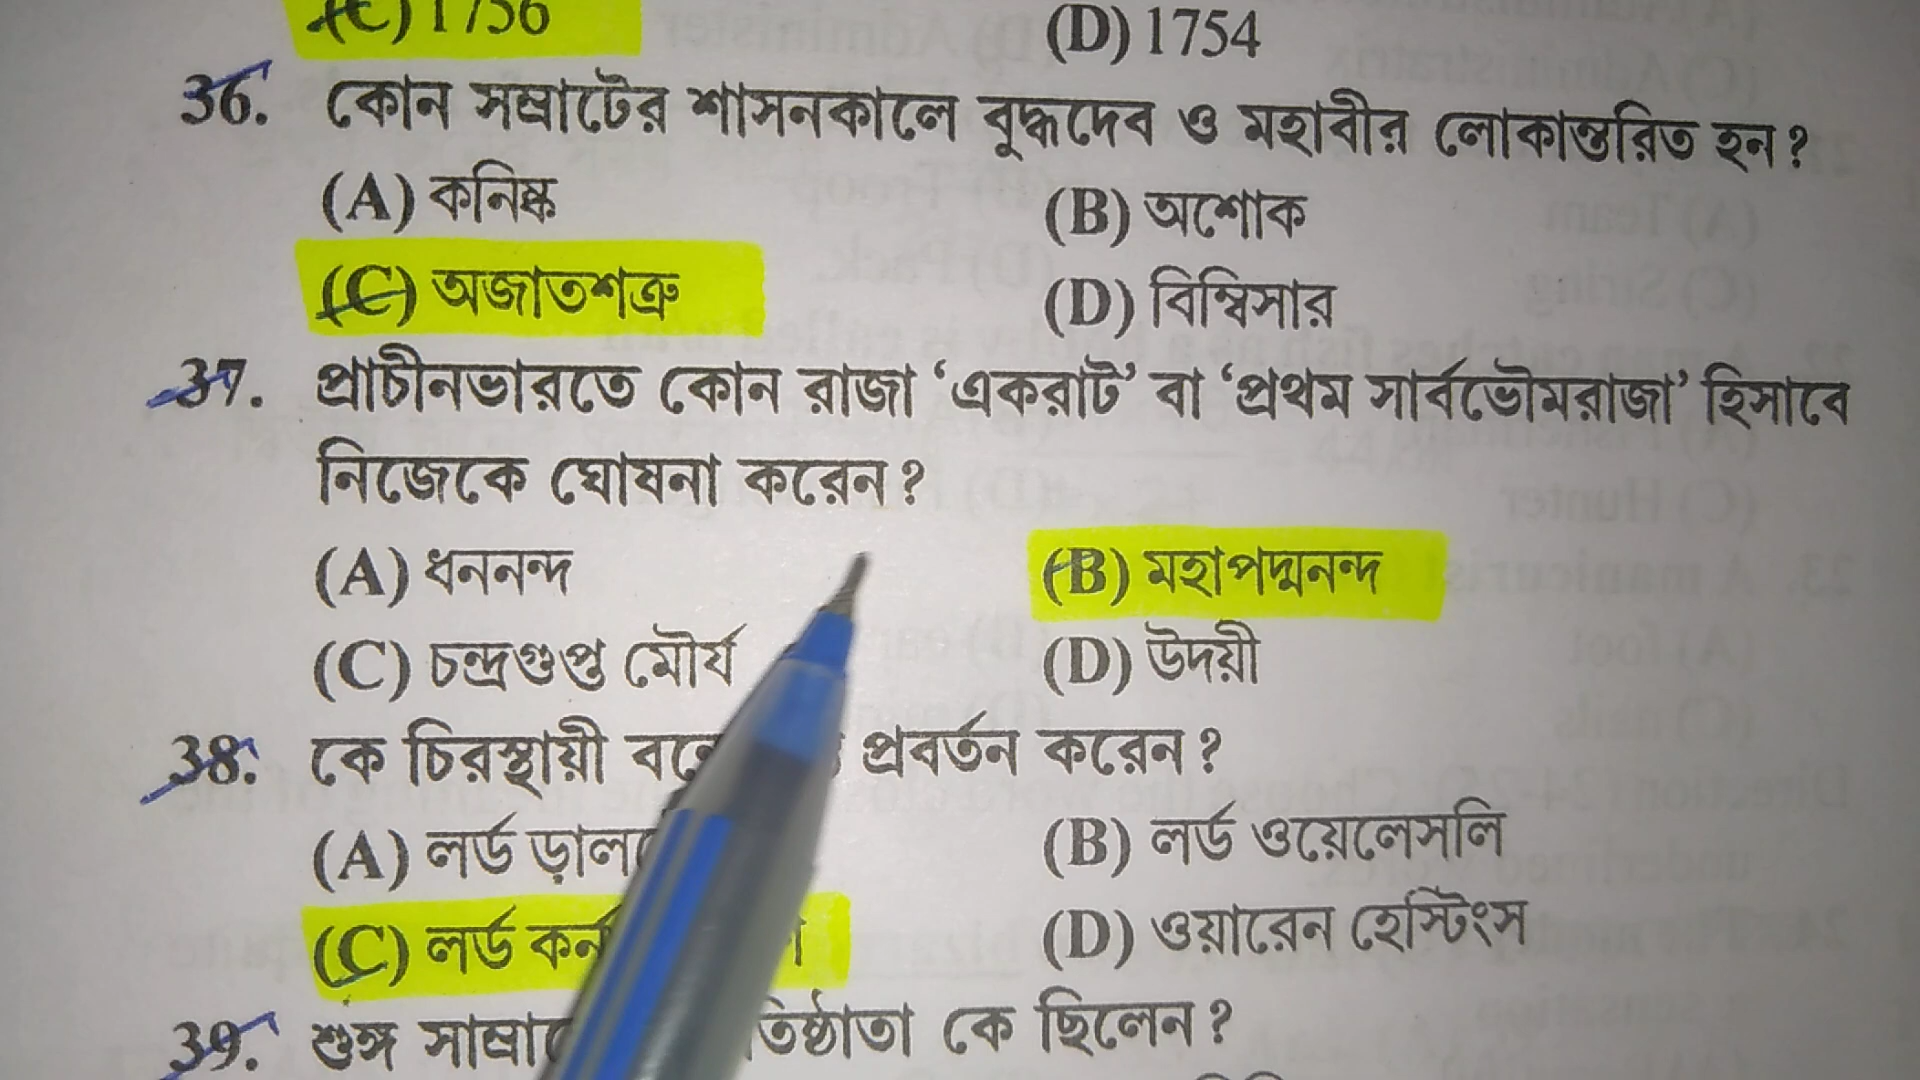 (C) 1756 (D) 1754
36. কোন সম্রাটের শাসনকালে বুদ্ধদেব ও মহাবীর লোকান্তরিত হন ?
(A) কনিষ্ক (B) অশোক
(C) অজাতশত্রু (D) বিম্বিসার
37. প্রাচীনভারতে কোন রাজা ‘একরাট’ বা ‘প্রথম সার্বভৌমরাজা’ হিসাবে
নিজেকে ঘোষনা করেন ?
(A) ধননন্দ (B) মহাপদ্মনন্দ
(C) চন্দ্রগুপ্ত মৌর্য (D) উদয়ী
38. কে চিরস্থায়ী প্রবর্তন করেন ?
(A) লর্ড (B) লর্ড ওয়েলেসলি
(C) লর্ড (D) ওয়ারেন হেস্টিংস
39. শুঙ্গ কে ছিলেন ?